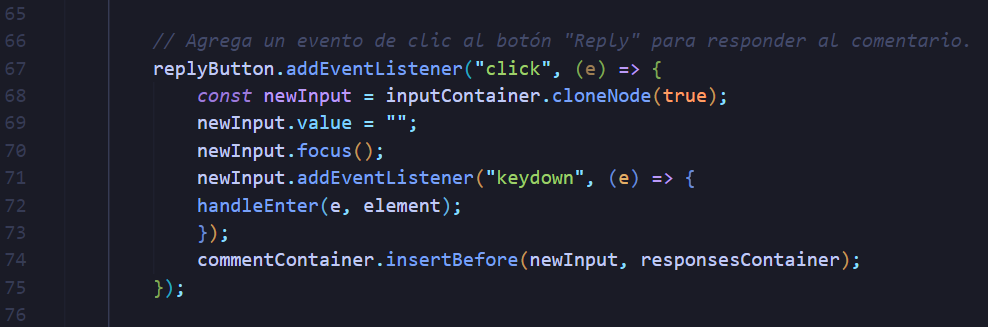 65
66 // Agrega un evento de clic al botón "Reply" para responder al comentario.
67 replyButton.addEventListener("click", (e) => {
68 const newInput = inputContainer.cloneNode(true);
69 newInput.value = "";
70 newInput.focus();
71 newInput.addEventListener("keydown", (e) => {
72 handleEnter(e, element);
73 });
74 commentContainer.insertBefore(newInput, responsesContainer);
75 });
76